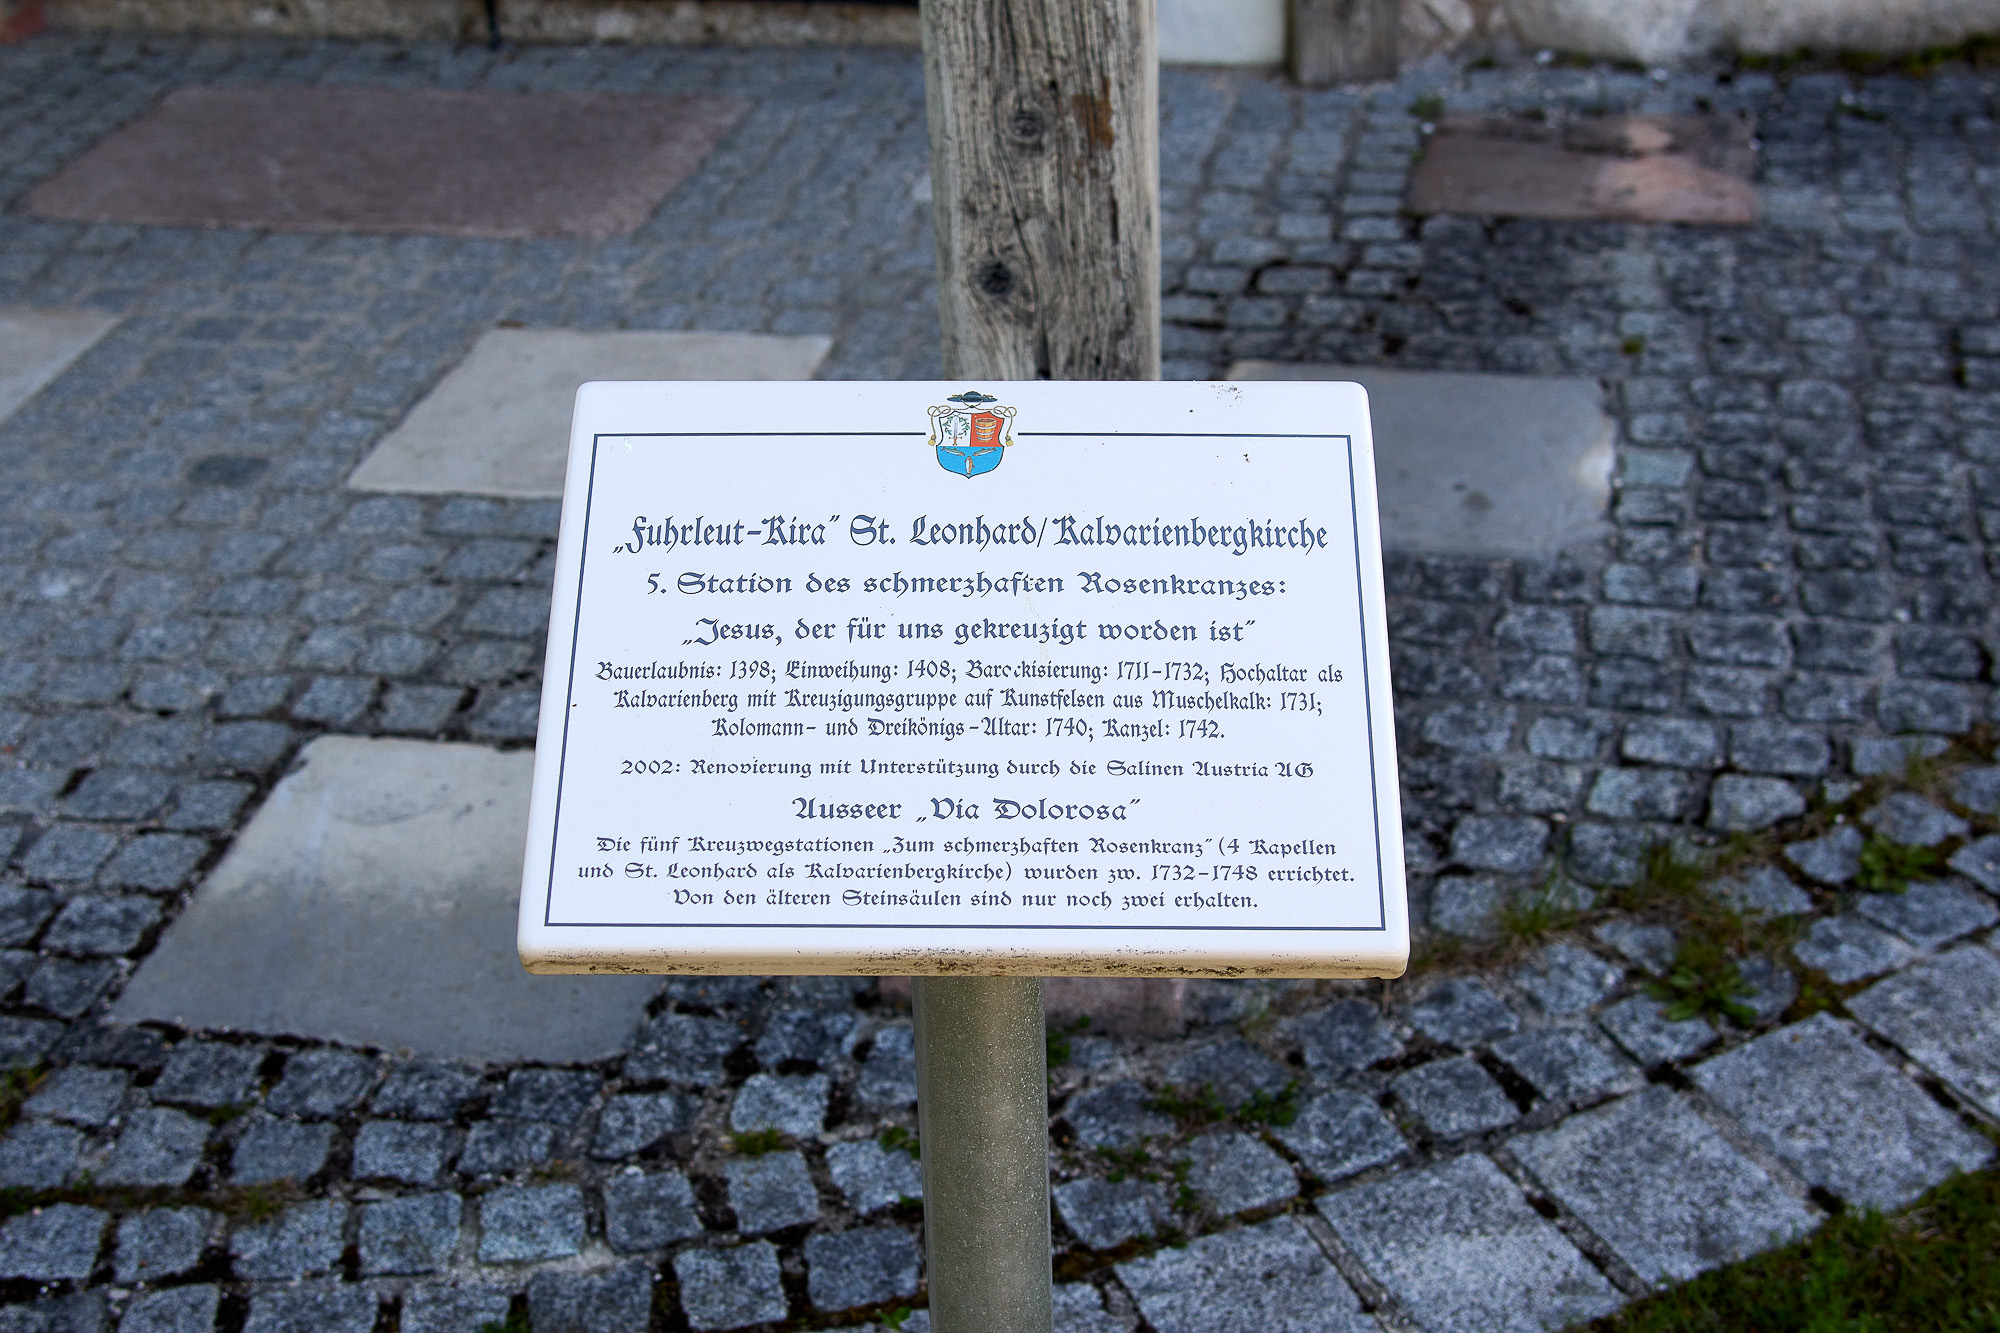 „Fuhrleut-Kira” St. Leonhard/Kalvarienbergkirche
5. Station des schmerzhaften Rosenkranzes:
„Jesus, der für uns gekreuzigt worden ist”
Bauerlaubnis: 1398; Einweihung: 1408; Barockisierung: 1711-1732; Hochaltar als
Kalvarienberg mit Kreuzigungsgruppe auf Kunstfelsen aus Muschelkalk: 1731;
Kolomann- und Dreikönigs-Altar: 1740; Kanzel: 1742.
2002: Renovierung mit Unterstützung durch die Salinen Austria AG
Ausseer „Via Dolorosa”
Die fünf Kreuzwegstationen „Zum schmerzhaften Rosenkranz” (4 Kapellen
und St. Leonhard als Kalvarienbergkirche) wurden zw. 1732-1748 errichtet.
Von den älteren Steinsäulen sind nur noch zwei erhalten.